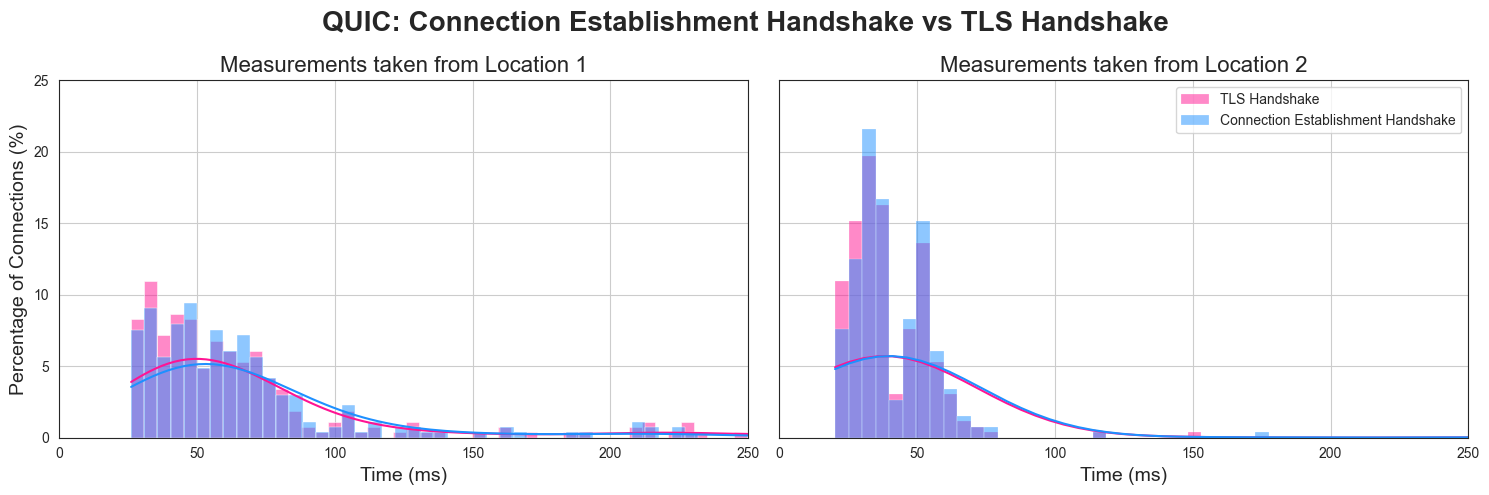 QUIC: Connection Establishment Handshake vs TLS Handshake
Measurements taken from Location 1
Measurements taken from Location 2
TLS Handshake
Connection Establishment Handshake
Percentage of Connections (%)
25
20
15
10
5
0
0 50 100 150 200 250
0 50 100 150 200 250
Time (ms)
Time (ms)